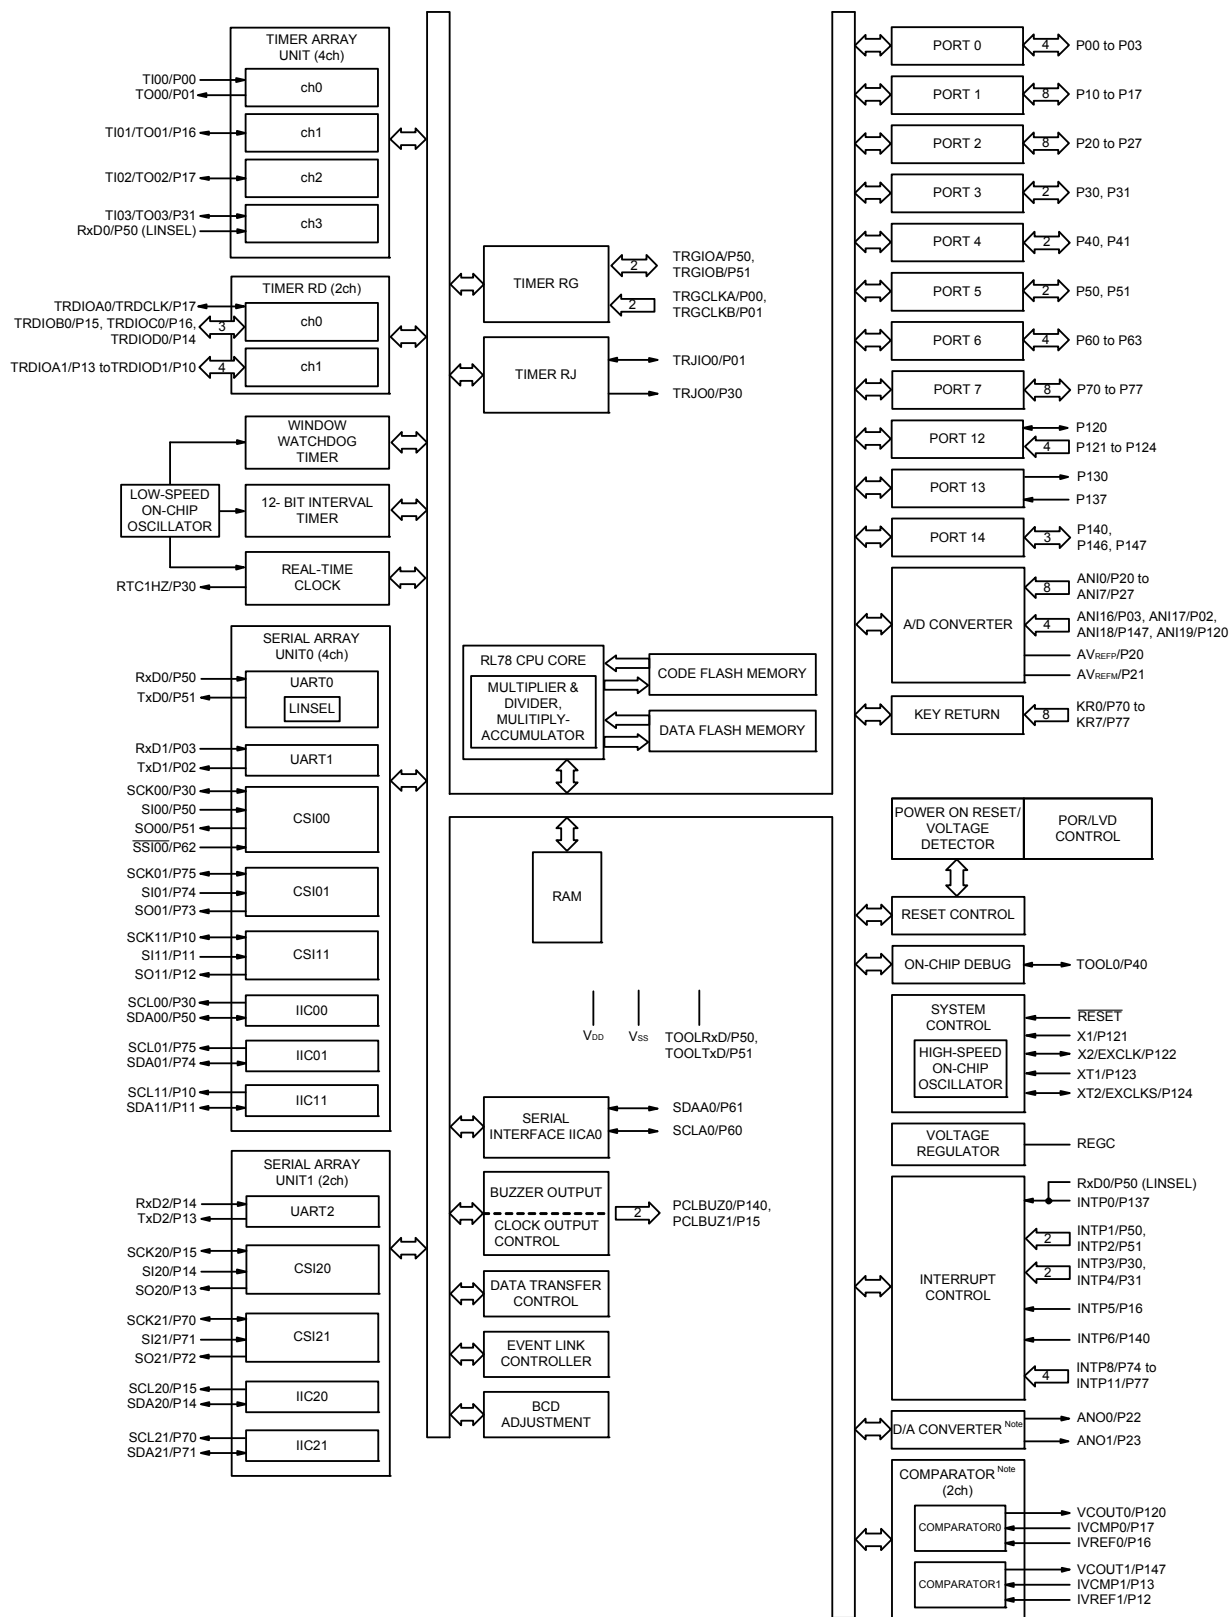 TIMER ARRAY
UNIT (4ch)
TI00/P00
TO00/P01
ch0
TI01/TO01/P16
ch1
TI02/TO02/P17
ch2
TI03/TO03/P31
RxD0/P50 (LINSEL)
ch3
TIMER RD (2ch)
TRDIOA0/TRDCLK/P17
TRDIOB0/P15, TRDIOC0/P16,
TRDIOD0/P14
3
ch0
TRDIOA1/P13 toTRDIOD1/P10
4
ch1
WINDOW
WATCHDOG
TIMER
LOW-SPEED
ON-CHIP
OSCILLATOR
12- BIT INTERVAL
TIMER
REAL-TIME
CLOCK
RTC1HZ/P30
SERIAL ARRAY
UNIT0 (4ch)
RxD0/P50
TxD0/P51
UART0
LINSEL
RxD1/P03
TxD1/P02
UART1
SCK00/P30
SI00/P50
SO00/P51
SSI00/P62
CSI00
SCK01/P75
SI01/P74
SO01/P73
CSI01
SCK11/P10
SI11/P11
SO11/P12
CSI11
SCL00/P30
SDA00/P50
IIC00
SCL01/P75
SDA01/P74
IIC01
SCL11/P10
SDA11/P11
IIC11
SERIAL ARRAY
UNIT1 (2ch)
RxD2/P14
TxD2/P13
UART2
SCK20/P15
SI20/P14
SO20/P13
CSI20
SCK21/P70
SI21/P71
SO21/P72
CSI21
SCL20/P15
SDA20/P14
IIC20
SCL21/P70
SDA21/P71
IIC21
TIMER RG
2
TRGIOA/P50,
TRGIOB/P51
2
TRGCLKA/P00,
TRGCLKB/P01
TIMER RJ
TRJIO0/P01
TRJO0/P30
RL78 CPU CORE
MULTIPLIER &
DIVIDER,
MULITIPLY-
ACCUMULATOR
CODE FLASH MEMORY
DATA FLASH MEMORY
RAM
VDD
VSS
TOOLRxD/P50,
TOOLTxD/P51
SERIAL
INTERFACE IICA0
SDAA0/P61
SCLA0/P60
BUZZER OUTPUT
CLOCK OUTPUT
CONTROL
2
PCLBUZ0/P140,
PCLBUZ1/P15
DATA TRANSFER
CONTROL
EVENT LINK
CONTROLLER
BCD
ADJUSTMENT
PORT 0
4
P00 to P03
PORT 1
8
P10 to P17
PORT 2
8
P20 to P27
PORT 3
2
P30, P31
PORT 4
2
P40, P41
PORT 5
2
P50, P51
PORT 6
4
P60 to P63
PORT 7
8
P70 to P77
PORT 12
P120
4
P121 to P124
PORT 13
P130
P137
PORT 14
3
P140,
P146, P147
A/D CONVERTER
8
ANI0/P20 to
ANI7/P27
4
ANI16/P03, ANI17/P02,
ANI18/P147, ANI19/P120
AVREFP/P20
AVREFM/P21
KEY RETURN
8
KR0/P70 to
KR7/P77
POWER ON RESET/
VOLTAGE
DETECTOR
POR/LVD
CONTROL
RESET CONTROL
ON-CHIP DEBUG
TOOL0/P40
SYSTEM
CONTROL
HIGH-SPEED
ON-CHIP
OSCILLATOR
RESET
X1/P121
X2/EXCLK/P122
XT1/P123
XT2/EXCLKS/P124
VOLTAGE
REGULATOR
REGC
INTERRUPT
CONTROL
RxD0/P50 (LINSEL)
INTP0/P137
2
INTP1/P50,
INTP2/P51
2
INTP3/P30,
INTP4/P31
INTP5/P16
INTP6/P140
4
INTP8/P74 to
INTP11/P77
D/A CONVERTER Note
ANO0/P22
ANO1/P23
COMPARATOR Note
(2ch)
COMPARATOR0
VCOUT0/P120
IVCMP0/P17
IVREF0/P16
COMPARATOR1
VCOUT1/P147
IVCMP1/P13
IVREF1/P12